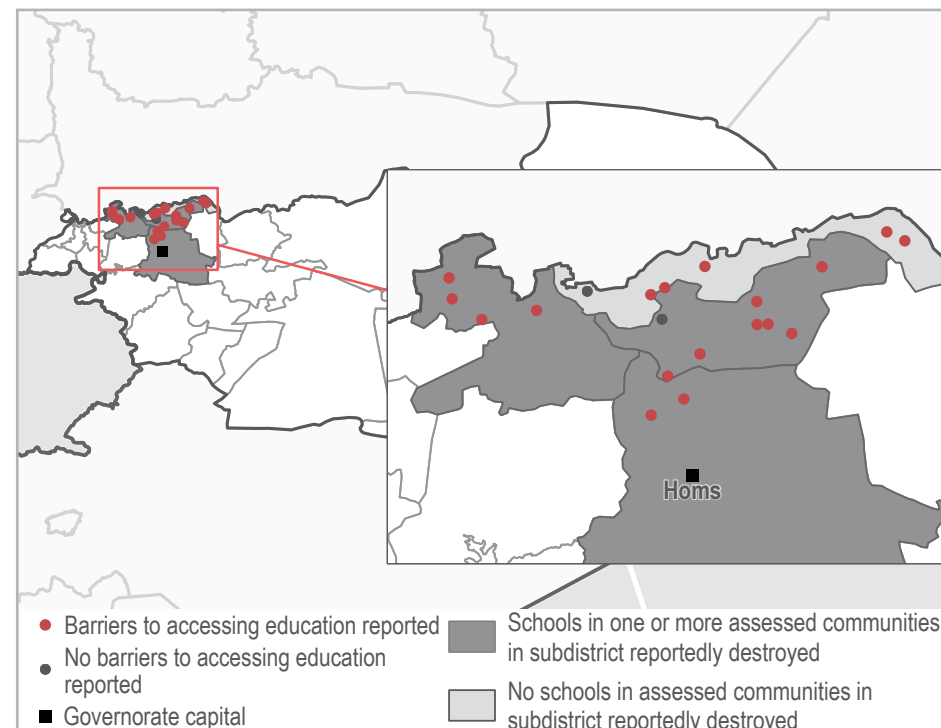 Homs
Barriers to accessing education reported
No barriers to accessing education
reported
Governorate capital
Schools in one or more assessed communities
in subdistrict reportedly destroyed
No schools in assessed communities in
subdistrict reportedly destroyed